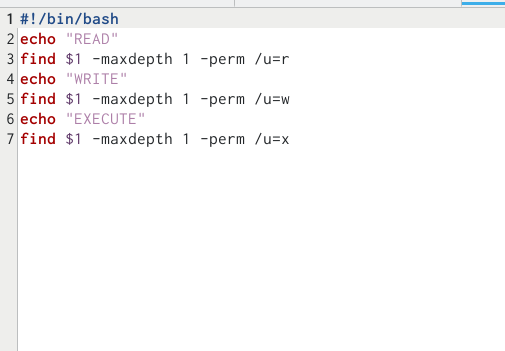 1 #!/bin/bash
2 echo "READ"
3 find $1 -maxdepth 1 -perm /u=r
4 echo "WRITE"
5 find $1 -maxdepth 1 -perm /u=w
6 echo "EXECUTE"
7 find $1 -maxdepth 1 -perm /u=x